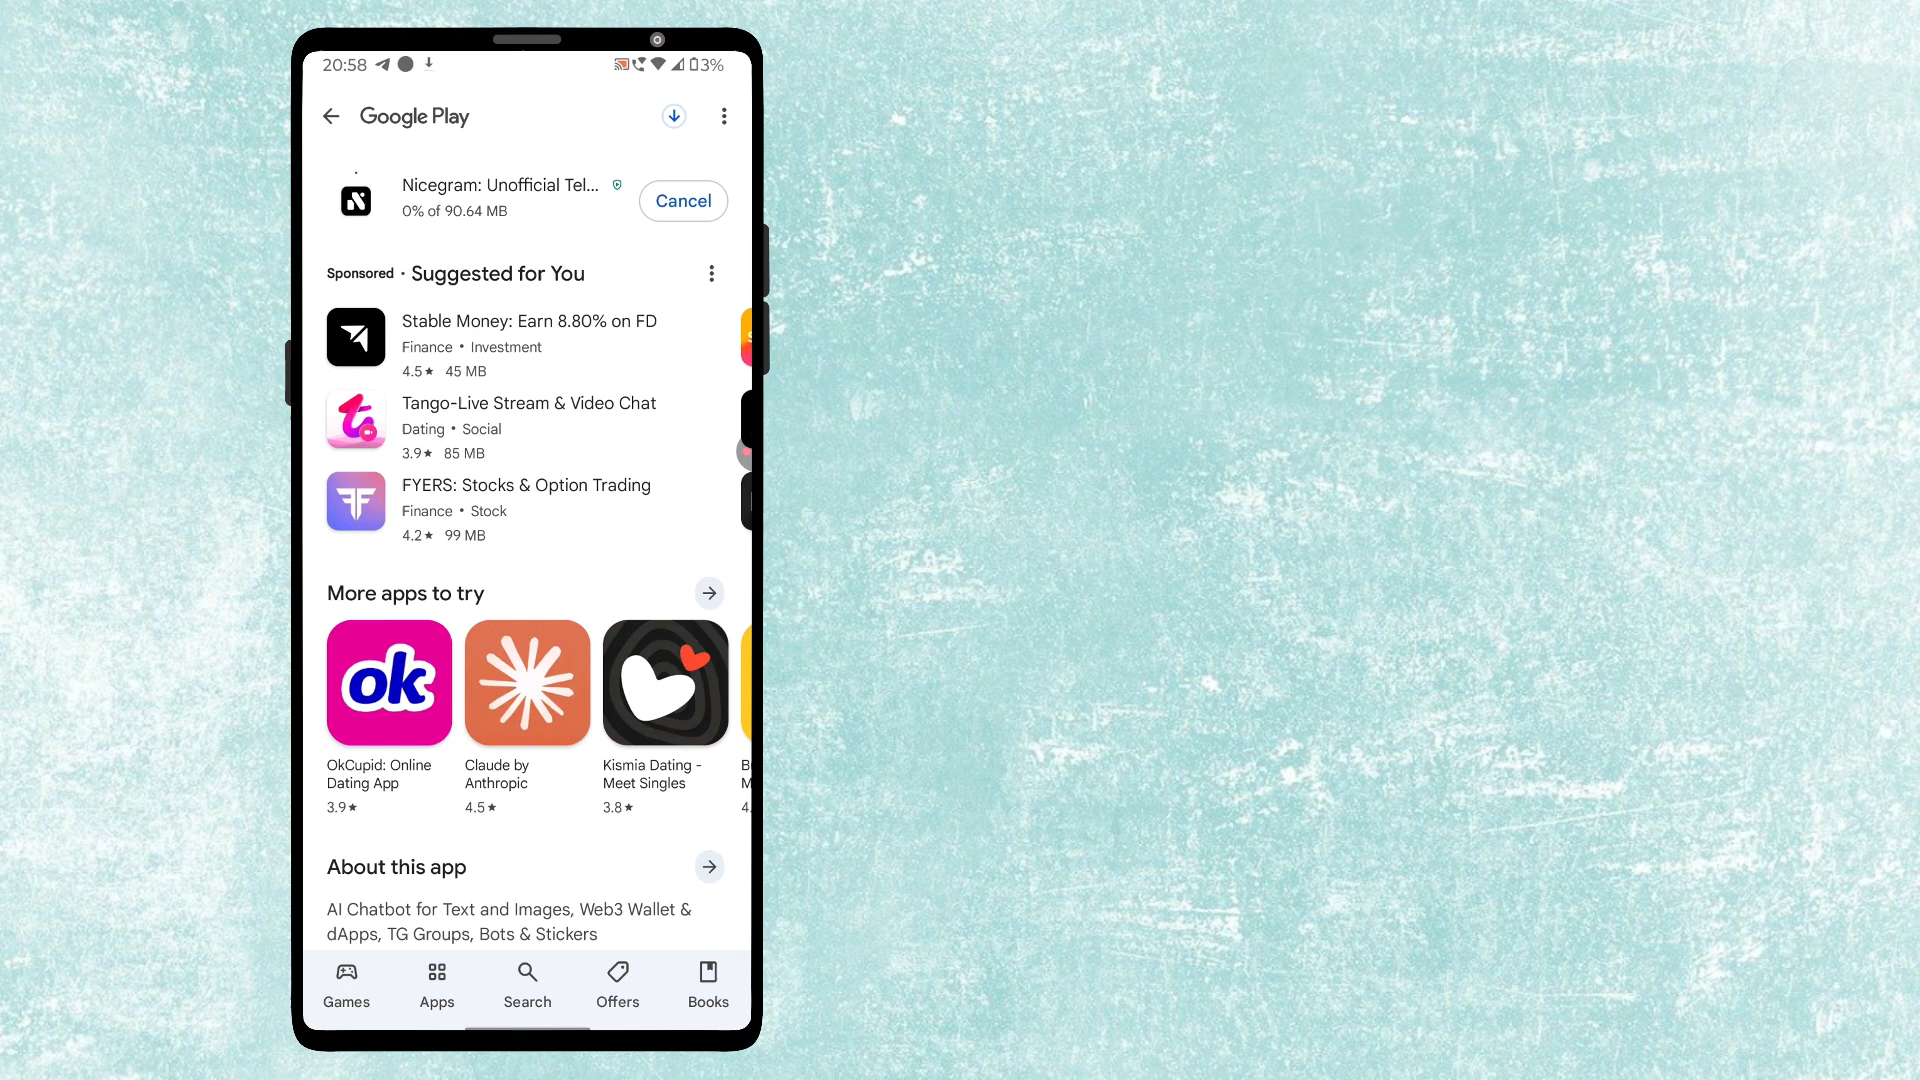 20:58 3%
Google Play
Nicegram: Unofficial Tel...
0% of 90.64 MB
Cancel
Sponsored • Suggested for You
Stable Money: Earn 8.80% on FD
Finance • Investment
4.5★ 45 MB
Tango-Live Stream & Video Chat
Dating • Social
3.9★ 85 MB
FYERS: Stocks & Option Trading
Finance • Stock
4.2★ 99 MB
More apps to try
ok
OkCupid: Online
Dating App
3.9★
Claude by
Anthropic
4.5★
Kismia Dating -
Meet Singles
3.8★
About this app
AI Chatbot for Text and Images, Web3 Wallet &
dApps, TG Groups, Bots & Stickers
Games Apps Search Offers Books